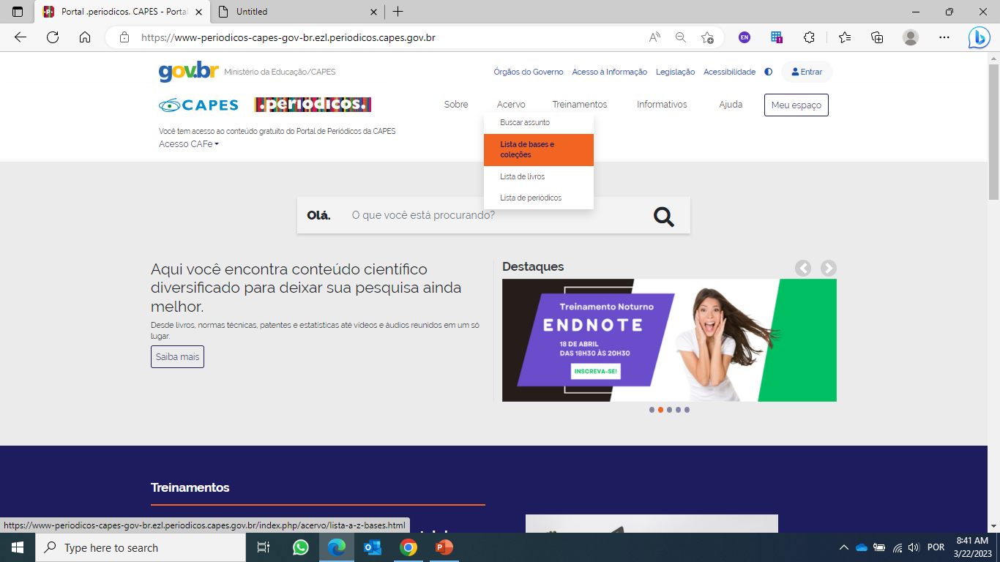 Portal .periodicos. CAPES - Portal
Untitled
https://www-periodicos-capes-gov-br.ezl.periodicos.capes.gov.br
EN
gov.br
Ministério da Educação/CAPES
Órgãos do Governo
Acesso à Informação
Legislação
Acessibilidade
Entrar
CAPES
.periodicos.
Sobre
Acervo
Treinamentos
Informativos
Ajuda
Meu espaço
Buscar assunto
Lista de bases e
coleções
Lista de livros
Lista de periódicos
Você tem acesso ao conteúdo gratuito do Portal de Periódicos da CAPES
Acesso CAFe
Olá.
O que você está procurando?
Aqui você encontra conteúdo científico
diversificado para deixar sua pesquisa ainda
melhor.
Desde livros, normas técnicas, patentes e estatísticas até vídeos e áudios reunidos em um só
lugar.
Saiba mais
Destaques
Treinamento Noturno
ENDNOTE
18 DE ABRIL
DAS 18H30 ÀS 20H30
INSCREVA-SE!
Treinamentos
https://www-periodicos-capes-gov-br.ezl.periodicos.capes.gov.br/index.php/acervo/lista-a-z-bases.html
Type here to search
POR
8:41 AM
3/22/2023